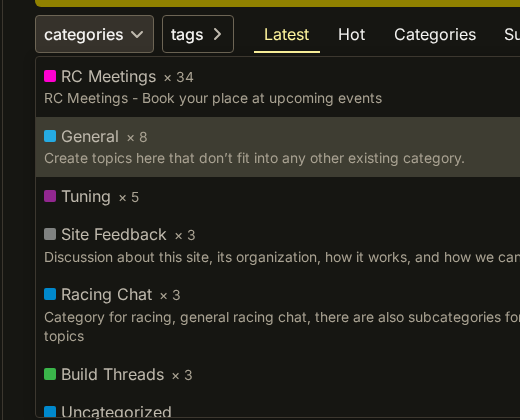 categories tags Latest Hot Categories
RC Meetings × 34
RC Meetings - Book your place at upcoming events
General × 8
Create topics here that don’t fit into any other existing category.
Tuning × 5
Site Feedback × 3
Discussion about this site, its organization, how it works, and how we can
Racing Chat × 3
Category for racing, general racing chat, there are also subcategories for
topics
Build Threads × 3
Uncategorized